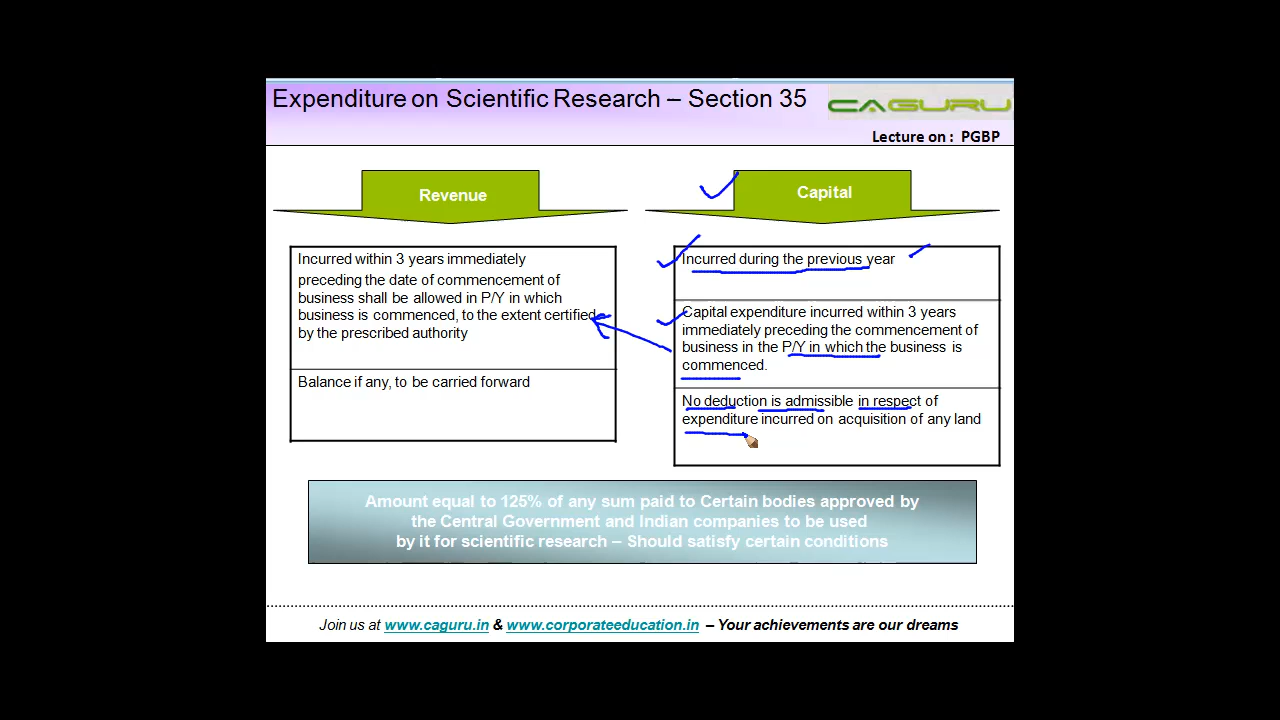 Expenditure on Scientific Research – Section 35
CAGURU
Lecture on : PGBP
Revenue
Incurred within 3 years immediately
preceding the date of commencement of
business shall be allowed in P/Y in which
business is commenced, to the extent certified
by the prescribed authority
Balance if any, to be carried forward
Capital
Incurred during the previous year
Capital expenditure incurred within 3 years
immediately preceding the commencement of
business in the P/Y in which the business is
commenced.
No deduction is admissible in respect of
expenditure incurred on acquisition of any land
Amount equal to 125% of any sum paid to Certain bodies approved by
the Central Government and Indian companies to be used
by it for scientific research – Should satisfy certain conditions
Join us at www.caguru.in & www.corporateeducation.in – Your achievements are our dreams